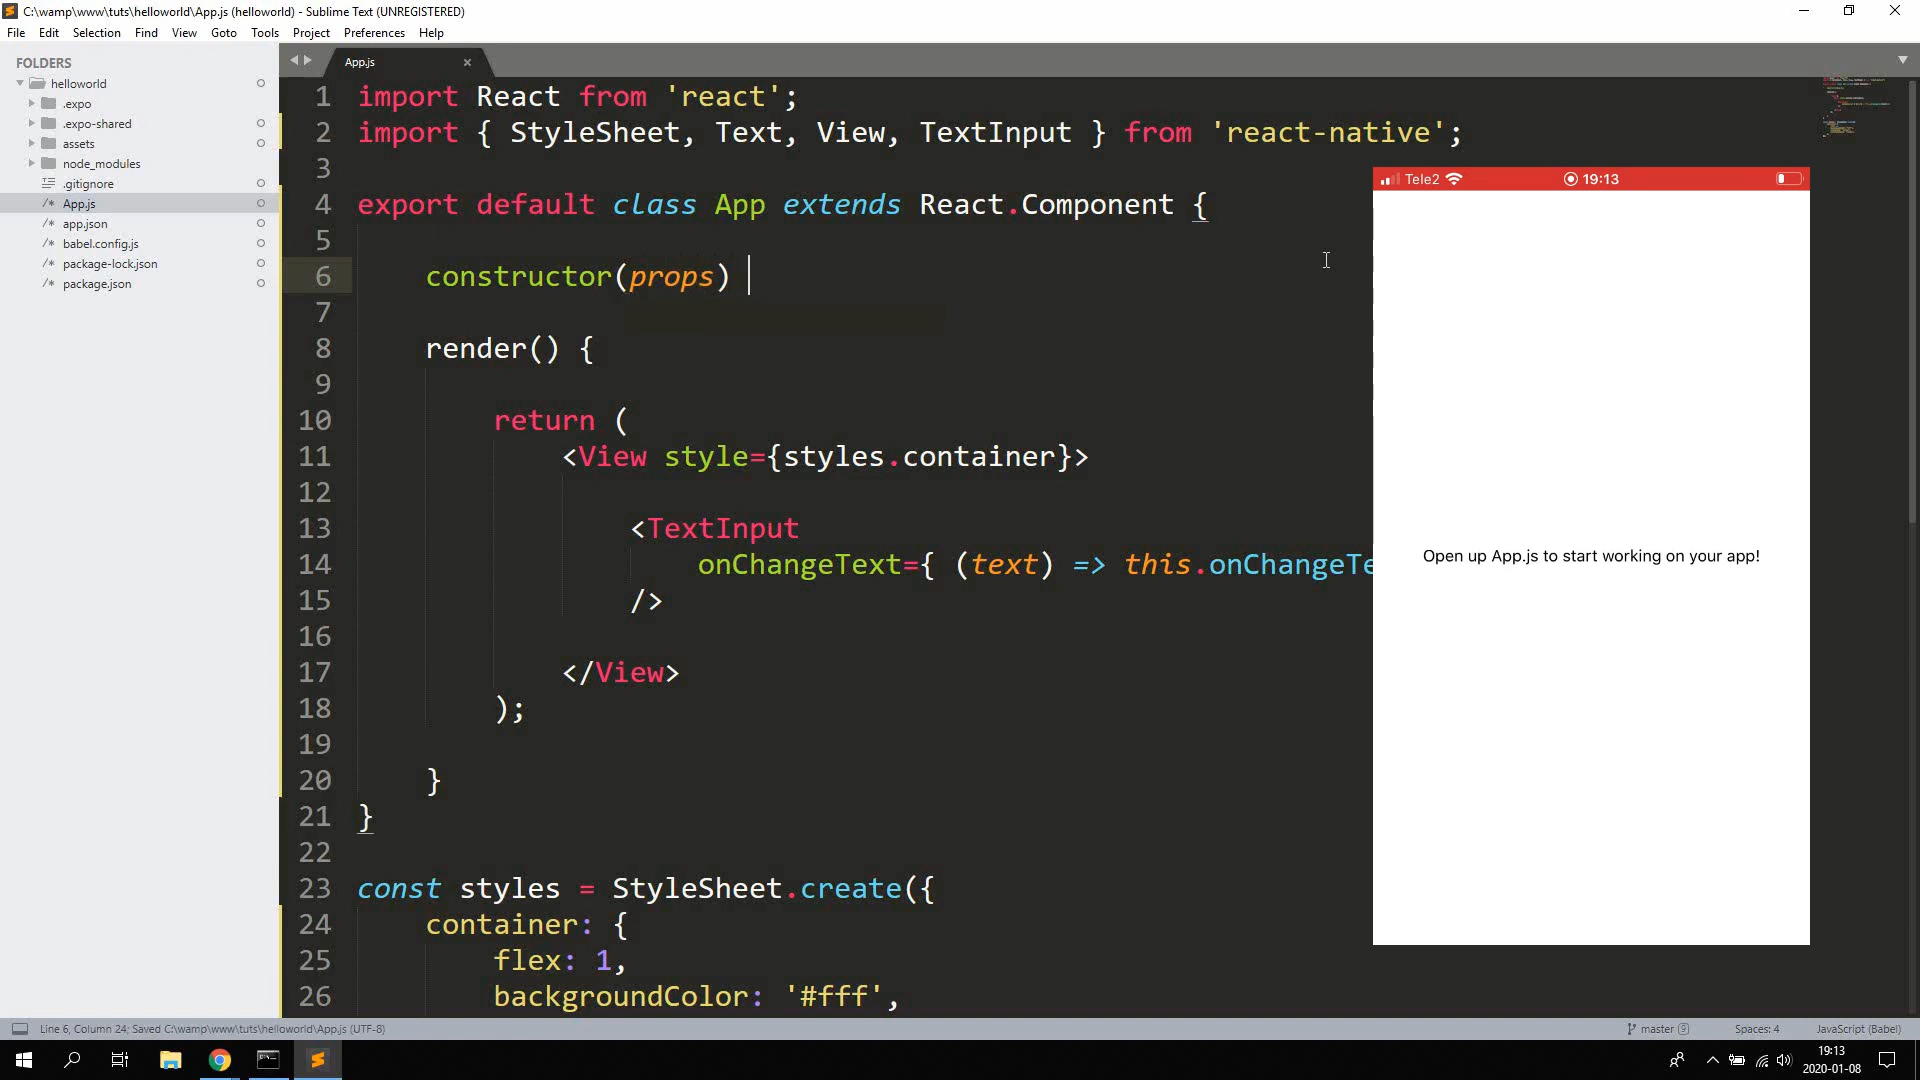 C:\wamp\www\tuts\helloworld\App.js (helloworld) - Sublime Text (UNREGISTERED)
File Edit Selection Find View Goto Tools Project Preferences Help
FOLDERS
helloworld
.expo
.expo-shared
assets
node_modules
.gitignore
App.js
app.json
babel.config.js
package-lock.json
package.json
App.js
1 import React from 'react';
2 import { StyleSheet, Text, View, TextInput } from 'react-native';
3
4 export default class App extends React.Component {
5
6 constructor(props)
7
8 render() {
9
10 return (
11 <View style={styles.container}>
12
13 <TextInput
14 onChangeText={ (text) => this.onChangeTe
15 />
16
17 </View>
18 );
19
20 }
21 }
22
23 const styles = StyleSheet.create({
24 container: {
25 flex: 1,
26 backgroundColor: '#fff',
Tele2 19:13
Open up App.js to start working on your app!
Line 6, Column 24; Saved C:\wamp\www\tuts\helloworld\App.js (UTF-8)
master 9 Spaces: 4 JavaScript (Babel)
19:13
2020-01-08